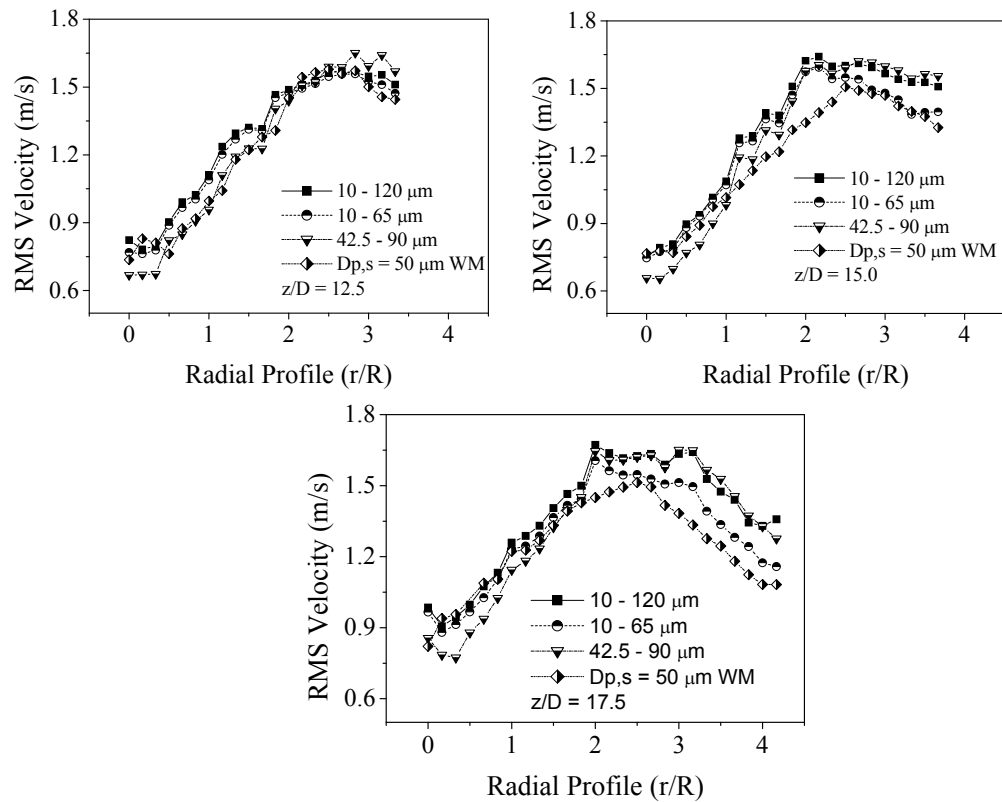 1.8
1.5
1.2
0.9
0.6
RMS Velocity (m/s)
10 - 120 μm
10 - 65 μm
42.5 - 90 μm
Dp,s = 50 μm WM
z/D = 12.5
0 1 2 3 4
Radial Profile (r/R)
1.8
1.5
1.2
0.9
0.6
RMS Velocity (m/s)
10 - 120 μm
10 - 65 μm
42.5 - 90 μm
Dp,s = 50 μm WM
z/D = 15.0
0 1 2 3 4
Radial Profile (r/R)
1.8
1.5
1.2
0.9
0.6
RMS Velocity (m/s)
10 - 120 μm
10 - 65 μm
42.5 - 90 μm
Dp,s = 50 μm WM
z/D = 17.5
0 1 2 3 4
Radial Profile (r/R)